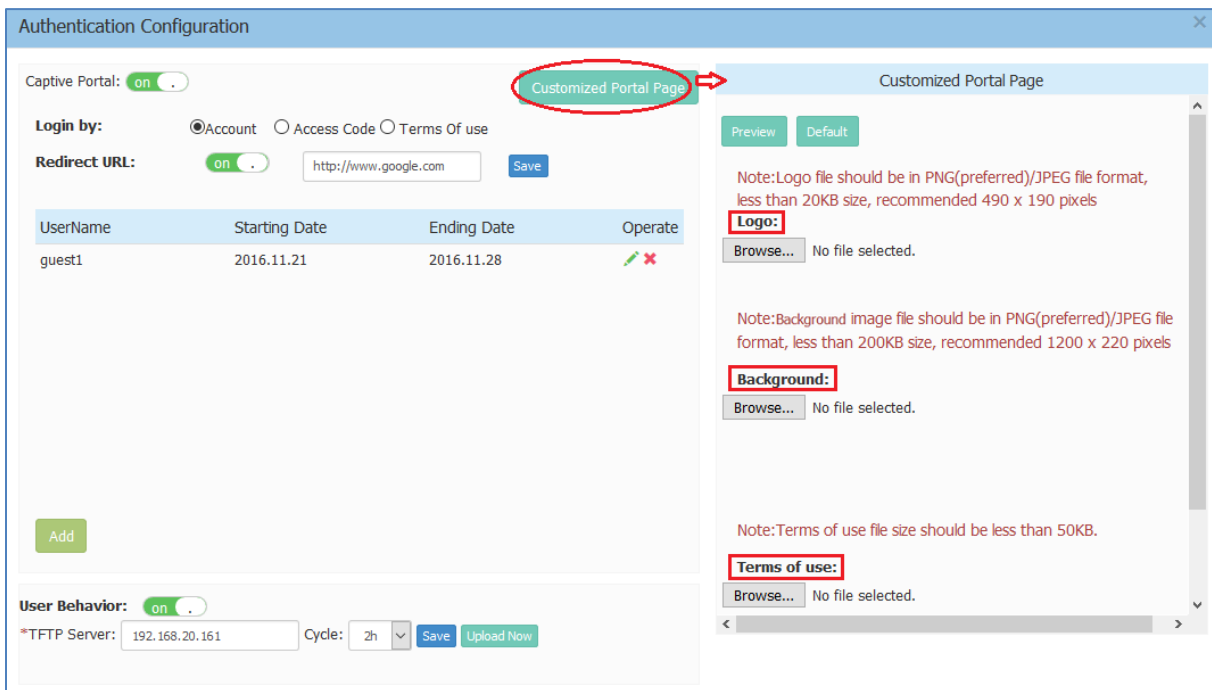 Authentication Configuration
Captive Portal: on .
Customized Portal Page
Login by: Account Access Code Terms Of use
Redirect URL: on . http://www.google.com Save
UserName Starting Date Ending Date Operate
guest1 2016.11.21 2016.11.28
Add
User Behavior: on .
*TFTP Server: 192.168.20.161 Cycle: 2h Save Upload Now
Customized Portal Page
Preview Default
Note:Logo file should be in PNG(preferred)/JPEG file format,
less than 20KB size, recommended 490 x 190 pixels
Logo:
Browse... No file selected.
Note:Background image file should be in PNG(preferred)/JPEG file
format, less than 200KB size, recommended 1200 x 220 pixels
Background:
Browse... No file selected.
Note:Terms of use file size should be less than 50KB.
Terms of use:
Browse... No file selected.